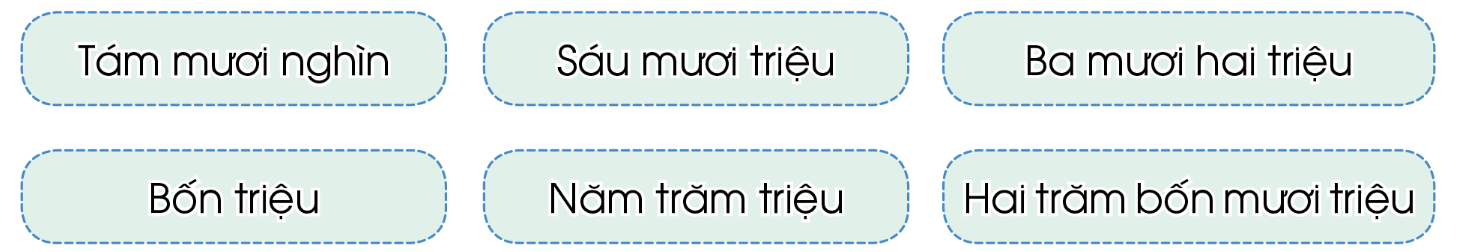 Tám mươi nghìn
Sáu mươi triệu
Ba mươi hai triệu
Bốn triệu
Năm trăm triệu
Hai trăm bốn mươi triệu